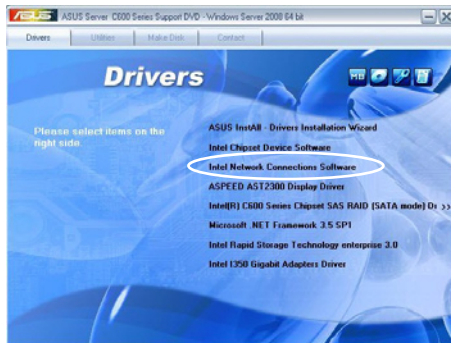 ASUS ASUS Server C600 Series Support DVD - Windows Server 2008 64 bit
Drivers Utilities Make Disk Contact
Drivers
MB
Please select items on the
right side.
ASUS InstAll - Drivers Installation Wizard
Intel Chipset Device Software
Intel Network Connections Software
ASPEED AST2300 Display Driver
Intel(R) C600 Series Chipset SAS RAID (SATA mode) Dr >>
Microsoft .NET Framework 3.5 SP1
Intel Rapid Storage Technology enterprise 3.0
Intel I350 Gigabit Adapters Driver